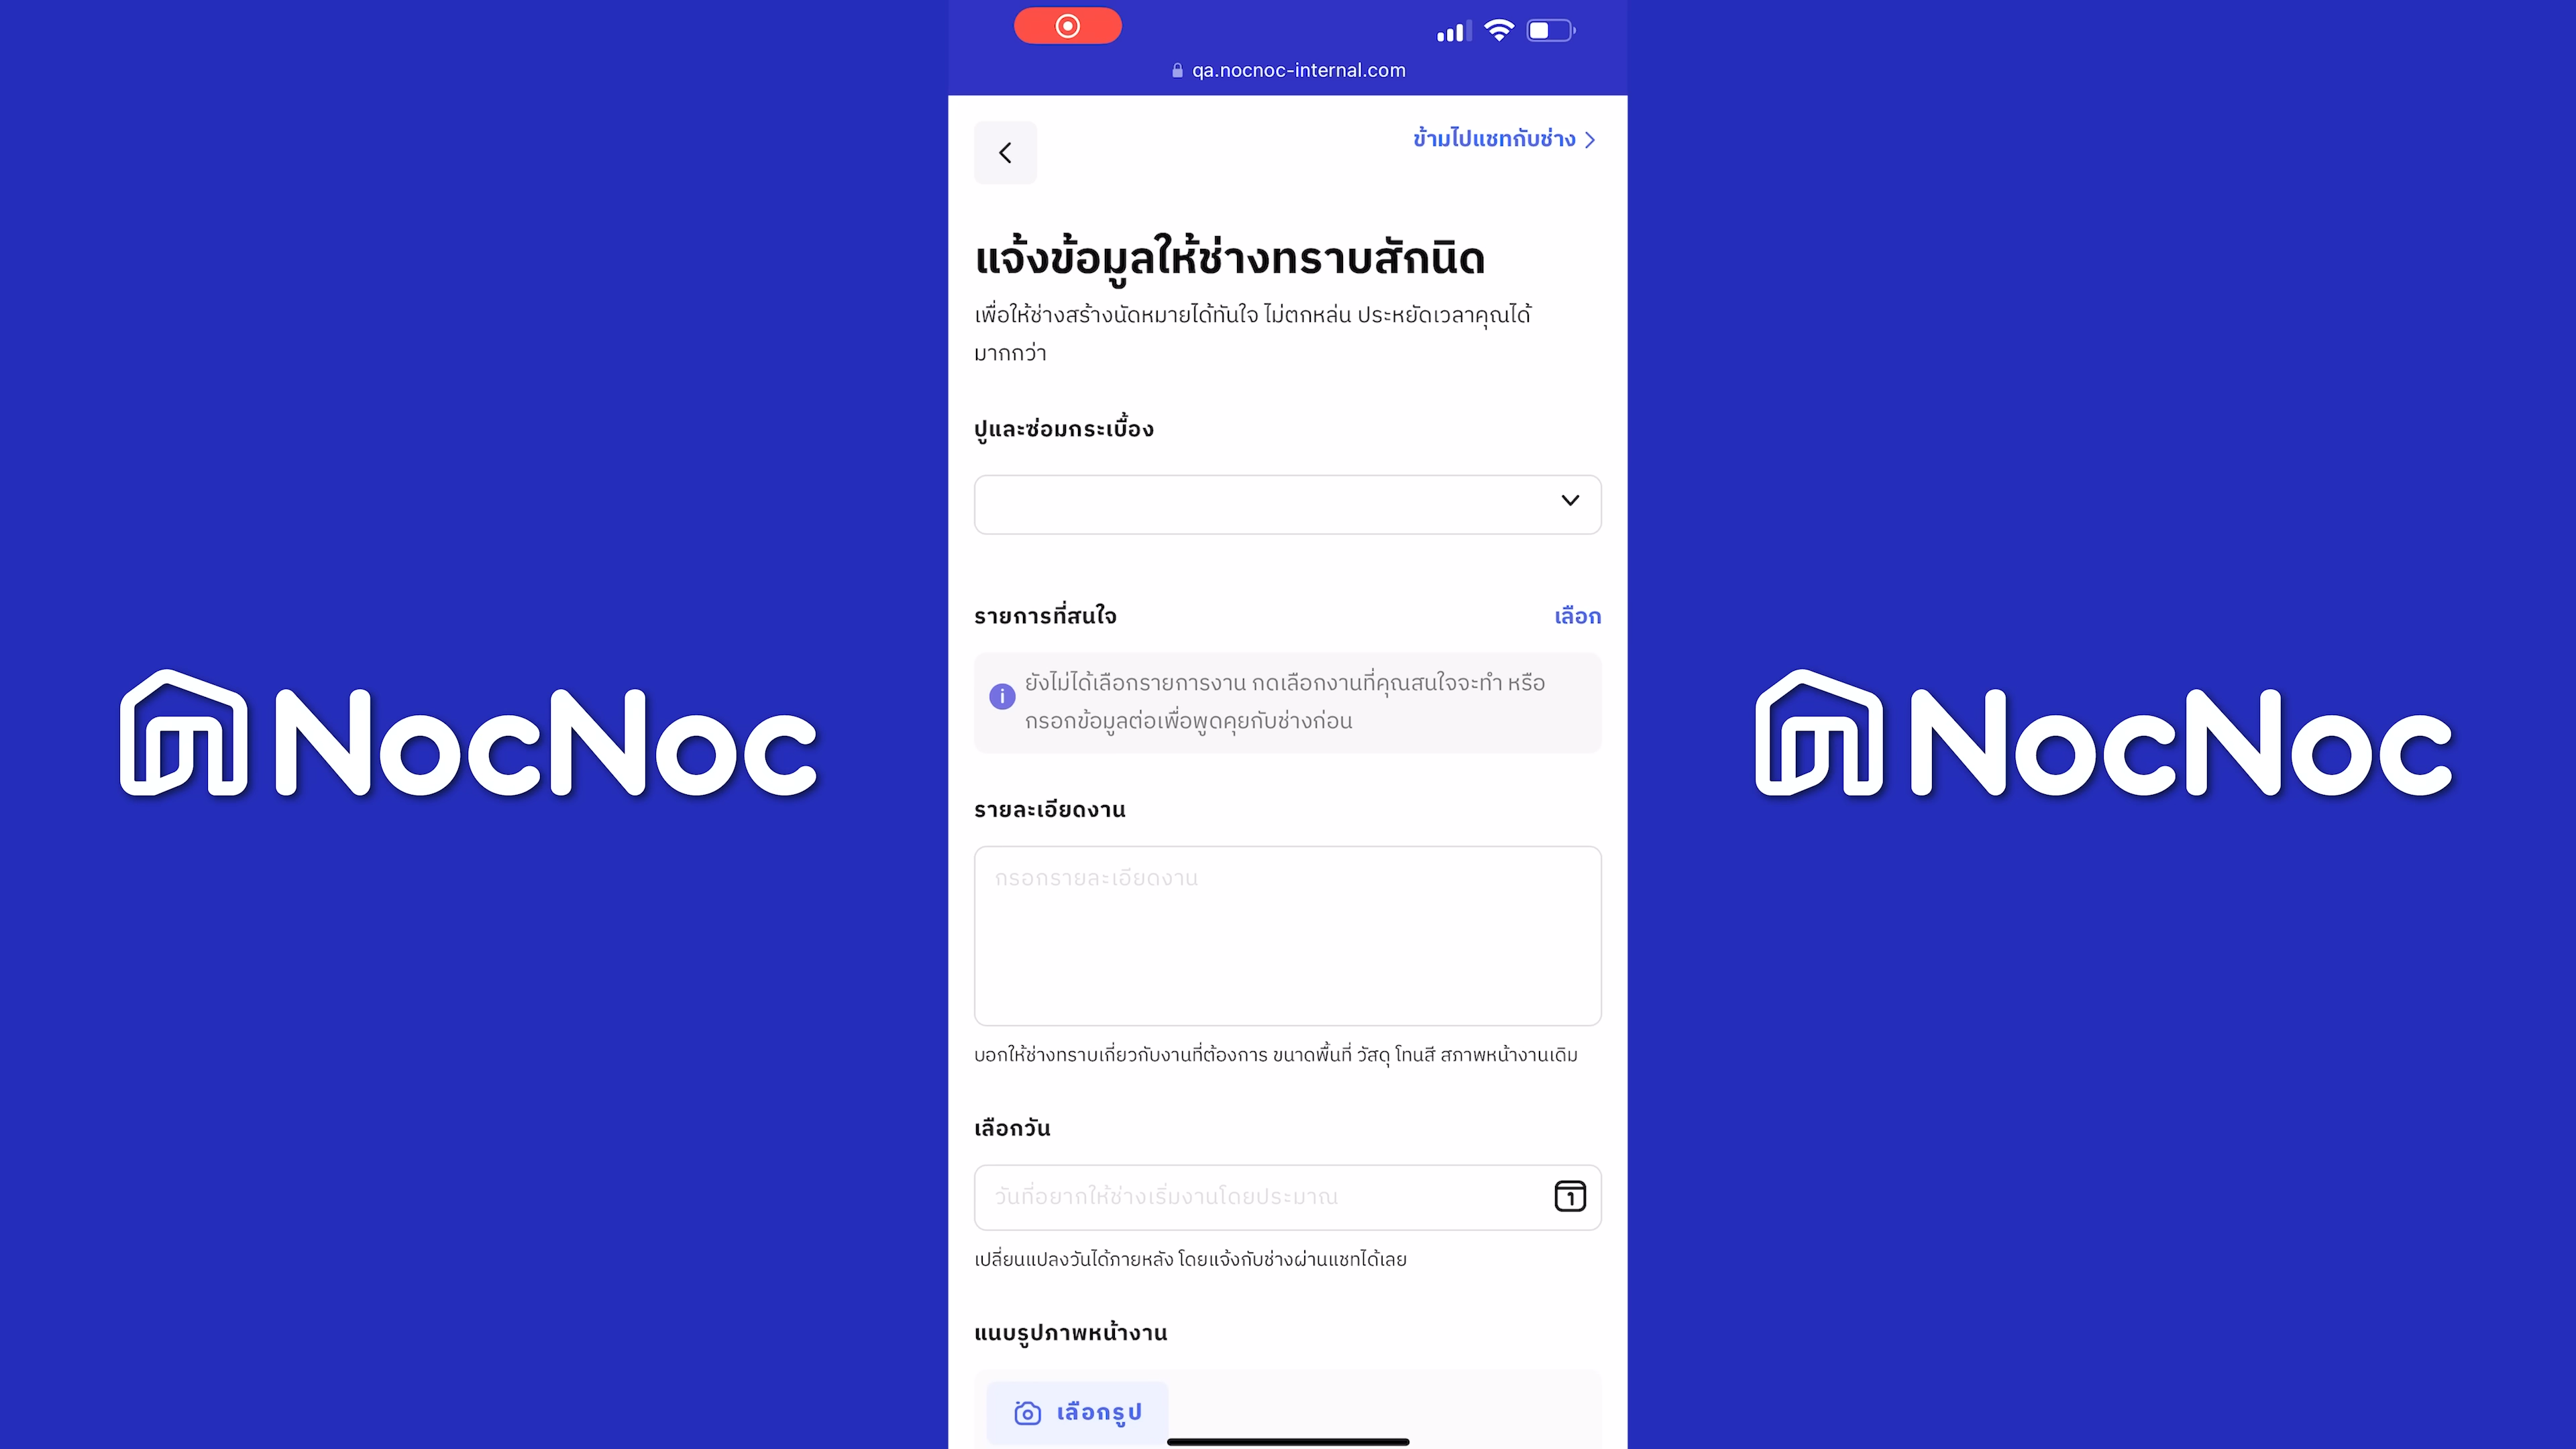 qa.nocnoc-internal.com
ข้ามไปแชทกับช่าง
แจ้งข้อมูลให้ช่างทราบสักนิด
เพื่อให้ช่างสร้างนัดหมายได้ทันใจ ไม่ตกหล่น ประหยัดเวลาคุณได้
มากกว่า
ปูและซ่อมกระเบื้อง
รายการที่สนใจ
เลือก
ยังไม่ได้เลือกรายการงาน กดเลือกงานที่คุณสนใจจะทำ หรือ
กรอกข้อมูลต่อเพื่อพูดคุยกับช่างก่อน
NocNoc
NocNoc
รายละเอียดงาน
กรอกรายละเอียดงาน
บอกให้ช่างทราบเกี่ยวกับงานที่ต้องการ ขนาดพื้นที่ วัสดุ โทนสี สภาพหน้างานเดิม
เลือกวัน
วันที่อยากให้ช่างเริ่มงานโดยประมาณ
1
เปลี่ยนแปลงวันได้ภายหลัง โดยแจ้งกับช่างผ่านแชทได้เลย
แนบรูปภาพหน้างาน
เลือกรูป